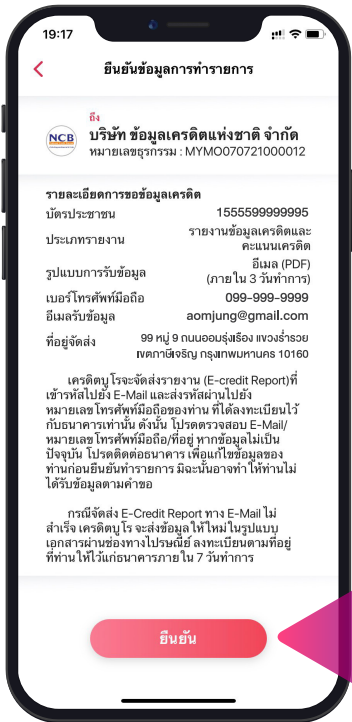 19:17
ยืนยันข้อมูลการทำรายการ
ถึง
NCB
บริษัท ข้อมูลเครดิตแห่งชาติ จำกัด
หมายเลขธุรกรรม : MYMO070721000012
รายละเอียดการขอข้อมูลเครดิต
บัตรประชาชน 1555599999995
ประเภทรายงาน รายงานข้อมูลเครดิตและ
คะแนนเครดิต
รูปแบบการรับข้อมูล อีเมล (PDF)
(ภายใน 3 วันทำการ)
เบอร์โทรศัพท์มือถือ 099-999-9999
อีเมลรับข้อมูล aomjung@gmail.com
ที่อยู่จัดส่ง 99 หมู่ 9 ถนนออมรุ่งเรือง แขวงร่ำรวย
เขตภาษีเจริญ กรุงเทพมหานคร 10160
เครดิตบูโรจะจัดส่งรายงาน (E-credit Report)ที่
เข้ารหัสไปยัง E-Mail และส่งรหัสผ่านไปยัง
หมายเลขโทรศัพท์มือถือของท่าน ที่ได้ลงทะเบียนไว้
กับธนาคารเท่านั้น ดังนั้น โปรดตรวจสอบ E-Mail/
หมายเลขโทรศัพท์มือถือ/ที่อยู่ หากข้อมูลไม่เป็น
ปัจจุบัน โปรดติดต่อธนาคาร เพื่อแก้ไขข้อมูลของ
ท่านก่อนยืนยันทำรายการ มิฉะนั้นอาจทำให้ท่านไม่
ได้รับข้อมูลตามคำขอ
กรณีจัดส่ง E-Credit Report ทาง E-Mail ไม่
สำเร็จ เครดิตบูโร จะส่งข้อมูลให้ใหม่ในรูปแบบ
เอกสารผ่านช่องทางไปรษณีย์ ลงทะเบียนตามที่อยู่
ที่ท่านให้ไว้แก่ธนาคารภายใน 7 วันทำการ
ยืนยัน